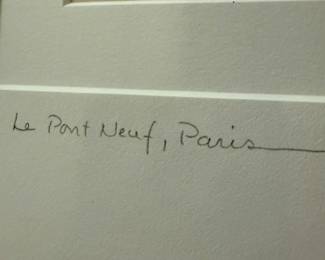 Le Pont Neuf, Paris